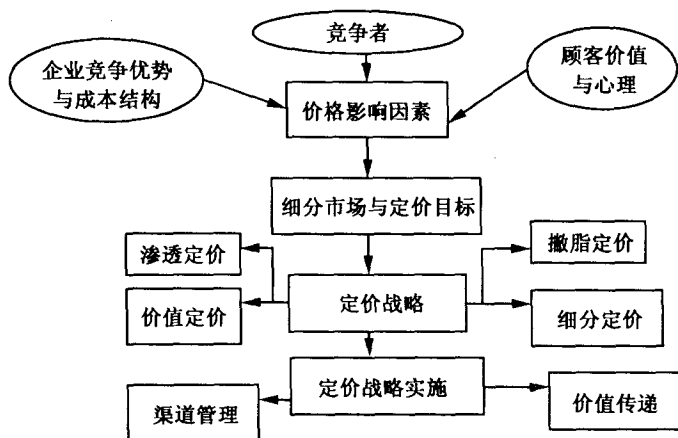 竞争者
企业竞争优势
与成本结构
顾客价值
与心理
价格影响因素
细分市场与定价目标
渗透定价
撇脂定价
价值定价
定价战略
细分定价
定价战略实施
渠道管理
价值传递